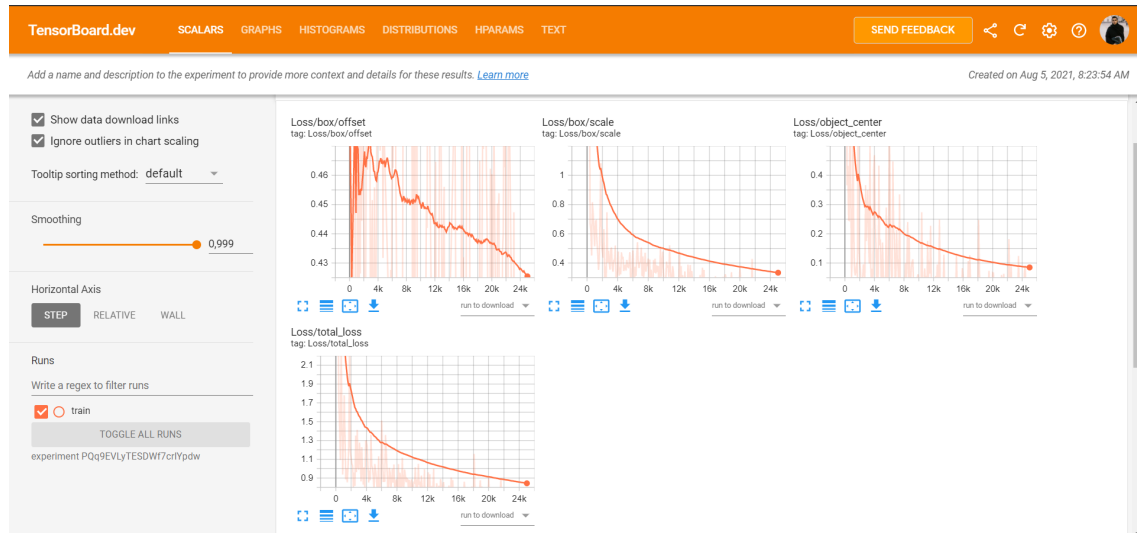 TensorBoard.dev SCALARS GRAPHS HISTOGRAMS DISTRIBUTIONS HPARAMS TEXT SEND FEEDBACK
Add a name and description to the experiment to provide more context and details for these results. Learn more Created on Aug 5, 2021, 8:23:54 AM
Show data download links
Ignore outliers in chart scaling
Tooltip sorting method: default
Smoothing
0,999
Horizontal Axis
STEP RELATIVE WALL
Runs
Write a regex to filter runs
train
TOGGLE ALL RUNS
experiment PQq9EVLyTESDWf7crlYpdw
Loss/box/offset
tag: Loss/box/offset
0.46
0.45
0.44
0.43
0 4k 8k 12k 16k 20k 24k
run to download
Loss/box/scale
tag: Loss/box/scale
1
0.8
0.6
0.4
0 4k 8k 12k 16k 20k 24k
run to download
Loss/object_center
tag: Loss/object_center
0.4
0.3
0.2
0.1
0 4k 8k 12k 16k 20k 24k
run to download
Loss/total_loss
tag: Loss/total_loss
2.1
1.9
1.7
1.5
1.3
1.1
0.9
0 4k 8k 12k 16k 20k 24k
run to download